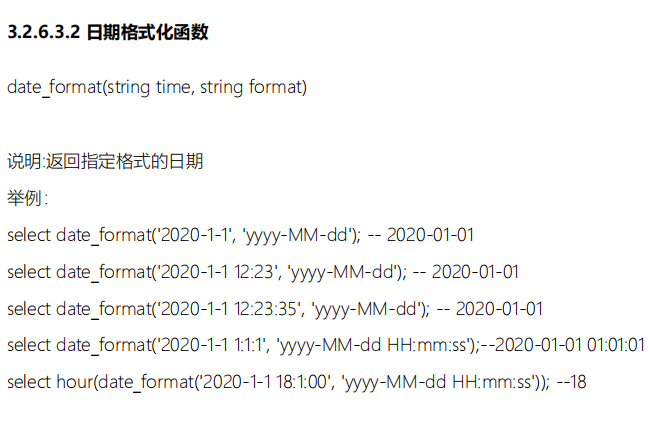 3.2.6.3.2 日期格式化函数
date_format(string time, string format)
说明:返回指定格式的日期
举例：
select date_format('2020-1-1', 'yyyy-MM-dd'); -- 2020-01-01
select date_format('2020-1-1 12:23', 'yyyy-MM-dd'); -- 2020-01-01
select date_format('2020-1-1 12:23:35', 'yyyy-MM-dd'); -- 2020-01-01
select date_format('2020-1-1 1:1:1', 'yyyy-MM-dd HH:mm:ss');--2020-01-01 01:01:01
select hour(date_format('2020-1-1 18:1:00', 'yyyy-MM-dd HH:mm:ss')); --18